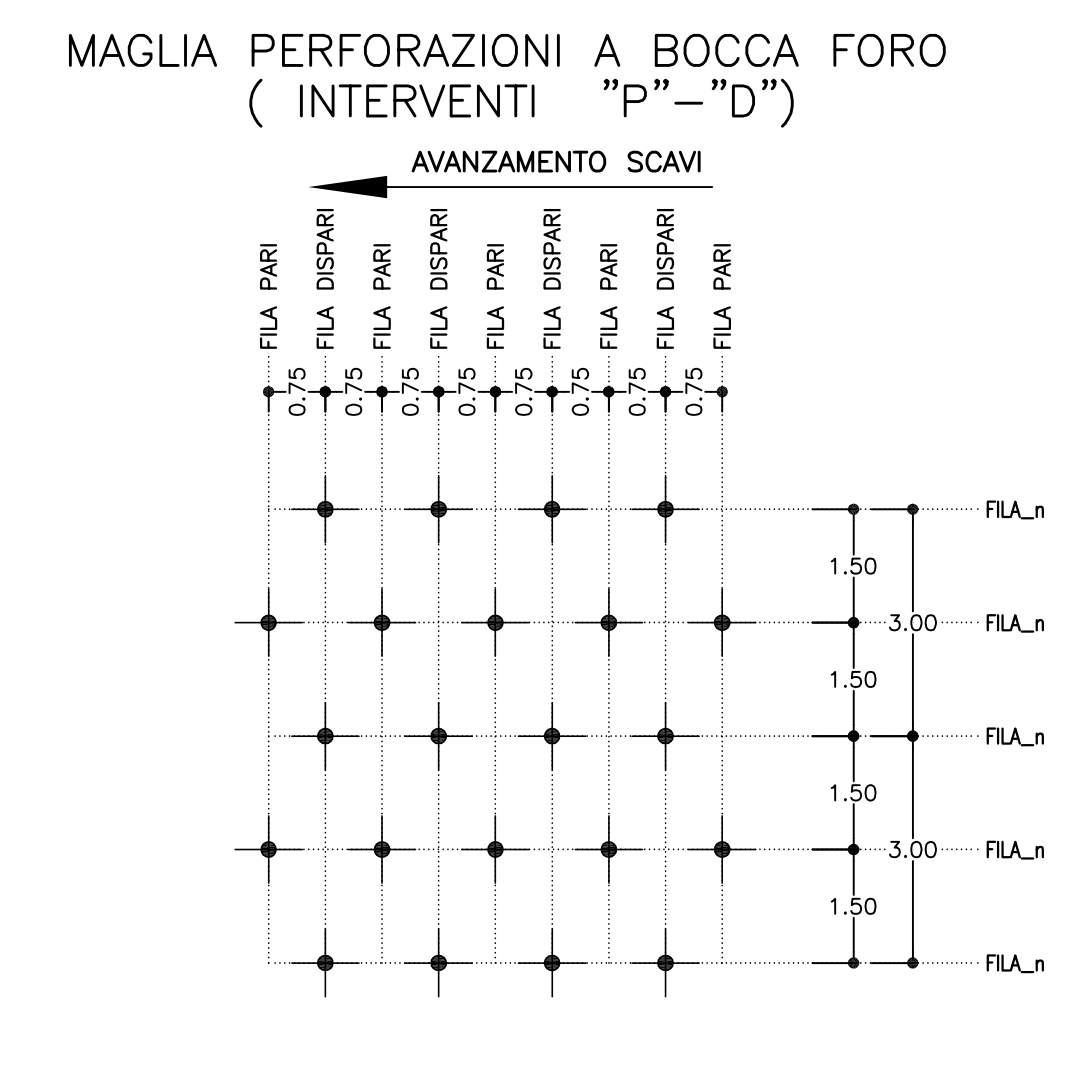 MAGLIA PERFORAZIONI A BOCCA FORO
( INTERVENTI ”P”–”D”)
AVANZAMENTO SCAVI
FILA PARI
FILA DISPARI
FILA PARI
FILA DISPARI
FILA PARI
FILA DISPARI
FILA PARI
FILA DISPARI
FILA PARI
0.75
0.75
0.75
0.75
0.75
0.75
0.75
0.75
FILA_n
1.50
3.00
FILA_n
1.50
FILA_n
1.50
3.00
FILA_n
1.50
FILA_n